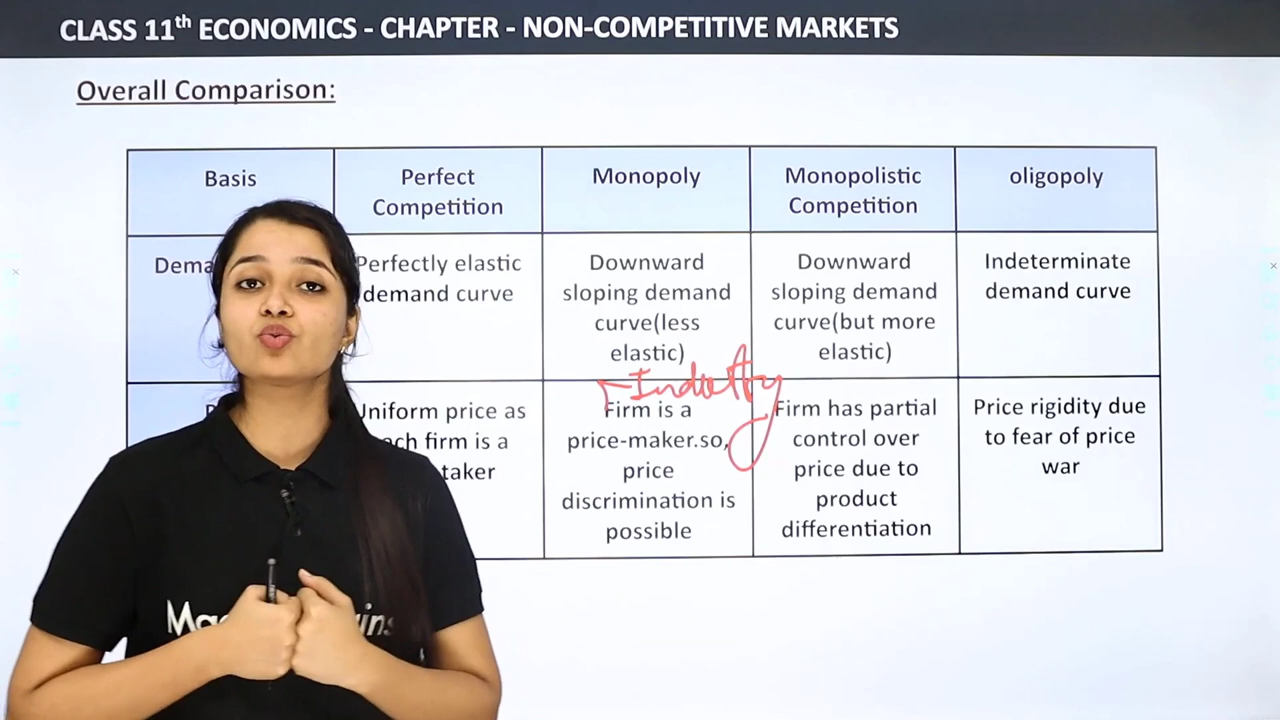 CLASS 11th ECONOMICS - CHAPTER - NON-COMPETITIVE MARKETS
Overall Comparison:
Basis
Perfect
Competition
Monopoly
Monopolistic
Competition
oligopoly
Perfectly elastic
demand curve
Downward
sloping demand
curve(less
elastic)
Downward
sloping demand
curve(but more
elastic)
Indeterminate
demand curve
Industry
Uniform price as
firm is a
taker
Firm is a
price-maker.so,
price
discrimination is
possible
Firm has partial
control over
price due to
product
differentiation
Price rigidity due
to fear of price
war